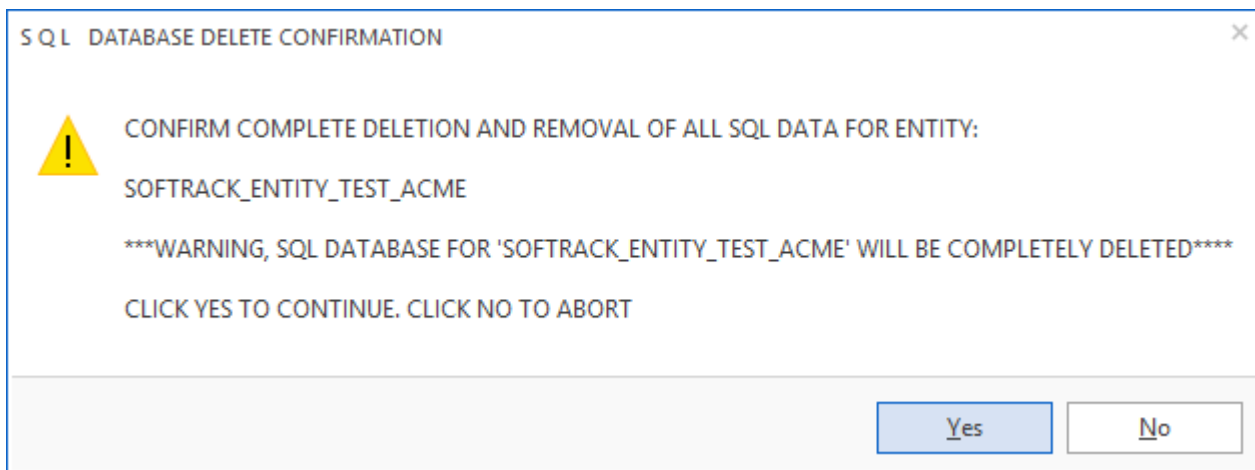 S Q L DATABASE DELETE CONFIRMATION
CONFIRM COMPLETE DELETION AND REMOVAL OF ALL SQL DATA FOR ENTITY:
SOFTRACK_ENTITY_TEST_ACME
***WARNING, SQL DATABASE FOR 'SOFTRACK_ENTITY_TEST_ACME' WILL BE COMPLETELY DELETED****
CLICK YES TO CONTINUE. CLICK NO TO ABORT
Yes No